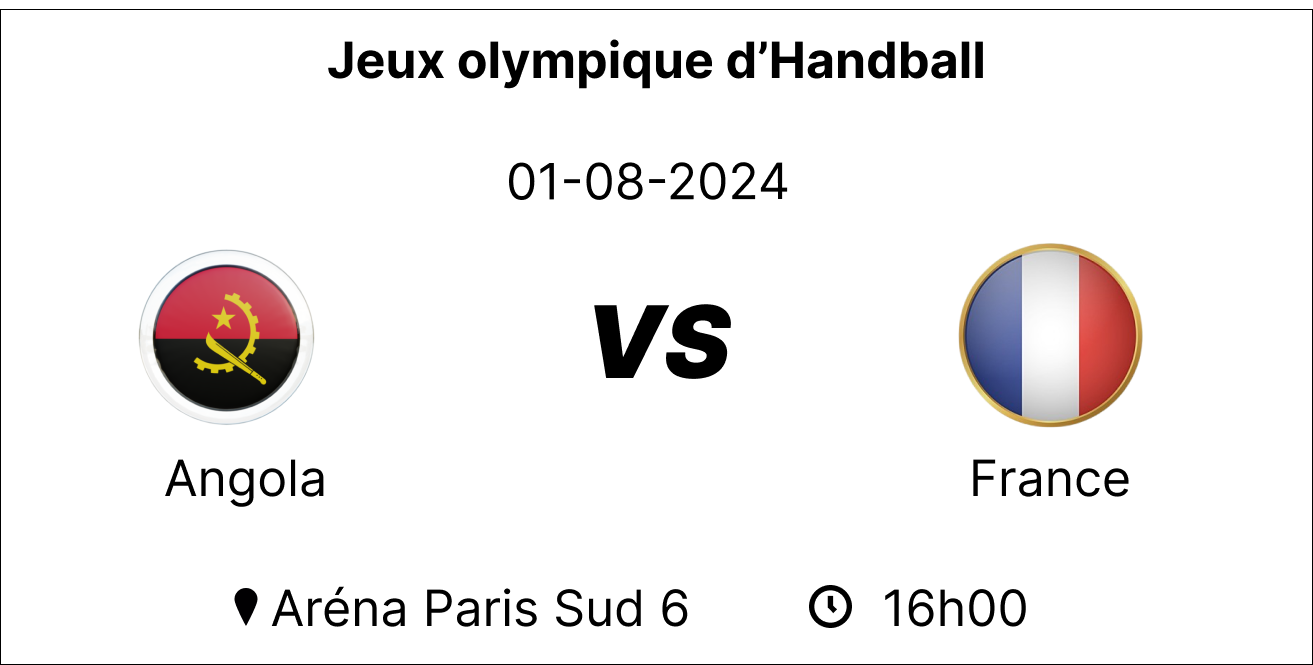 Jeux olympique d’Handball
01-08-2024
VS
Angola
France
Aréna Paris Sud 6
16h00